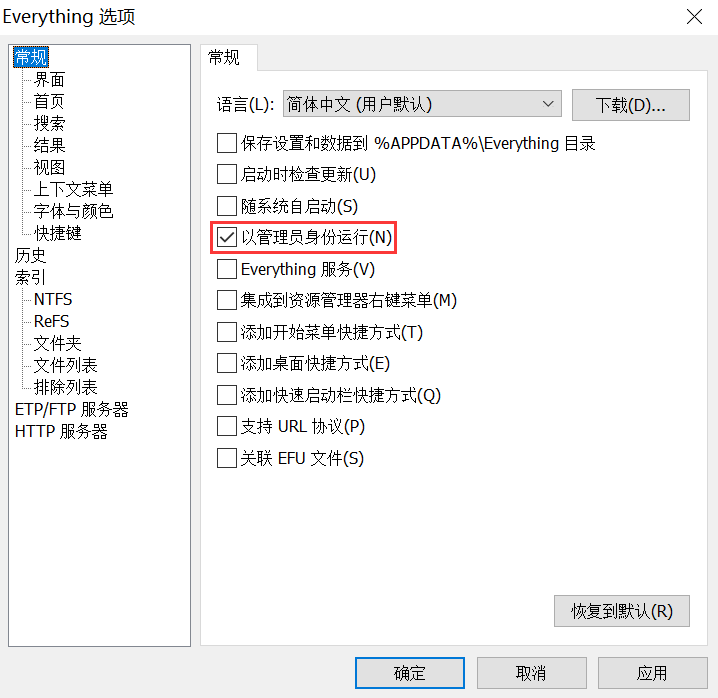 Everything 选项
常规
界面
首页
搜索
结果
视图
上下文菜单
字体与颜色
快捷键
历史
索引
NTFS
ReFS
文件夹
文件列表
排除列表
ETP/FTP 服务器
HTTP 服务器
常规
语言(L): 简体中文 (用户默认) 下载(D)...
保存设置和数据到 %APPDATA%\Everything 目录
启动时检查更新(U)
随系统自启动(S)
以管理员身份运行(N)
Everything 服务(V)
集成到资源管理器右键菜单(M)
添加开始菜单快捷方式(T)
添加桌面快捷方式(E)
添加快速启动栏快捷方式(Q)
支持 URL 协议(P)
关联 EFU 文件(S)
恢复到默认(R)
确定 取消 应用